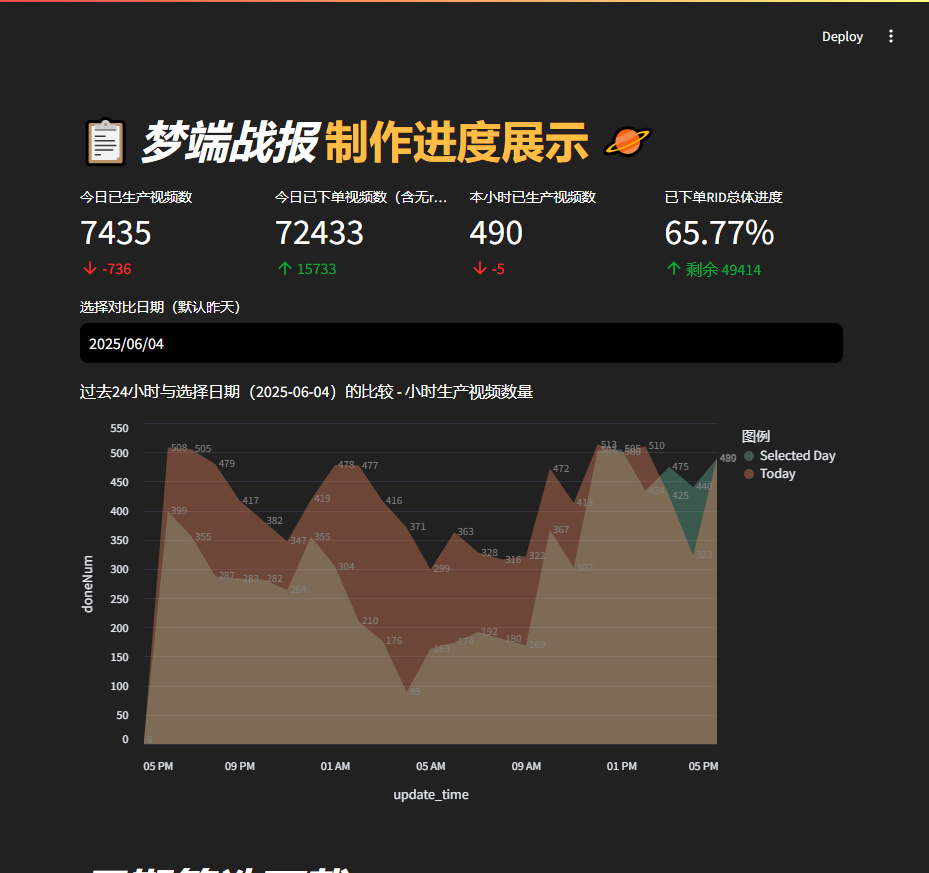 Deploy
梦端战报 制作进度展示
今日已生产视频数
7435
-736
今日已下单视频数（含无r...
72433
15733
本小时已生产视频数
490
-5
已下单RID总体进度
65.77%
剩余 49414
选择对比日期（默认昨天）
2025/06/04
过去24小时与选择日期（2025-06-04）的比较 - 小时生产视频数量
550
500
450
400
350
300
250
200
150
100
50
0
doneNum
508 505 479 417 382 347 419 478 477 416 371 299 363 328 316 322 472 413 513 505 510 425 323
399 355 287 283 282 264 355 304 210 176 89 163 174 192 180 169 367 302 434 475 440
05 PM
09 PM
01 AM
05 AM
09 AM
01 PM
05 PM
update_time
图例
Selected Day
Today